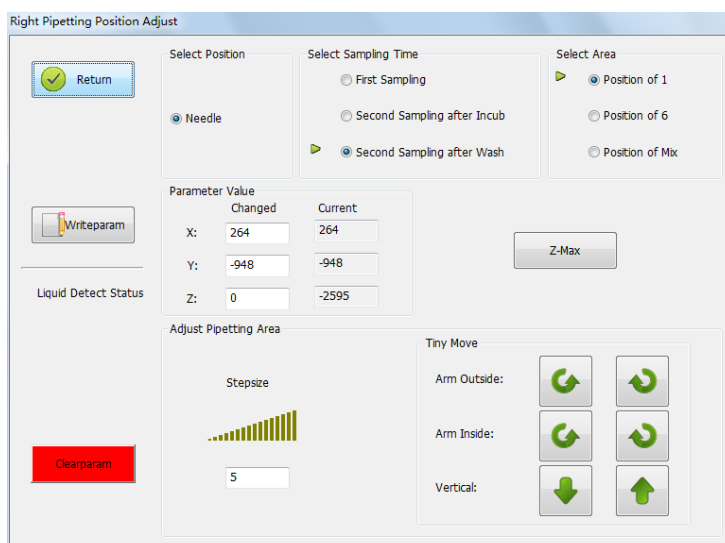 Right Pipetting Position Adjust
Return
Select Position
Needle
Select Sampling Time
First Sampling
Second Sampling after Incub
Second Sampling after Wash
Select Area
Position of 1
Position of 6
Position of Mix
Writeparam
Liquid Detect Status
Parameter Value
Changed Current
X: 264 264
Y: -948 -948
Z: 0 -2595
Z-Max
Clearparam
Adjust Pipetting Area
Stepsize
5
Tiny Move
Arm Outside:
Arm Inside:
Vertical: